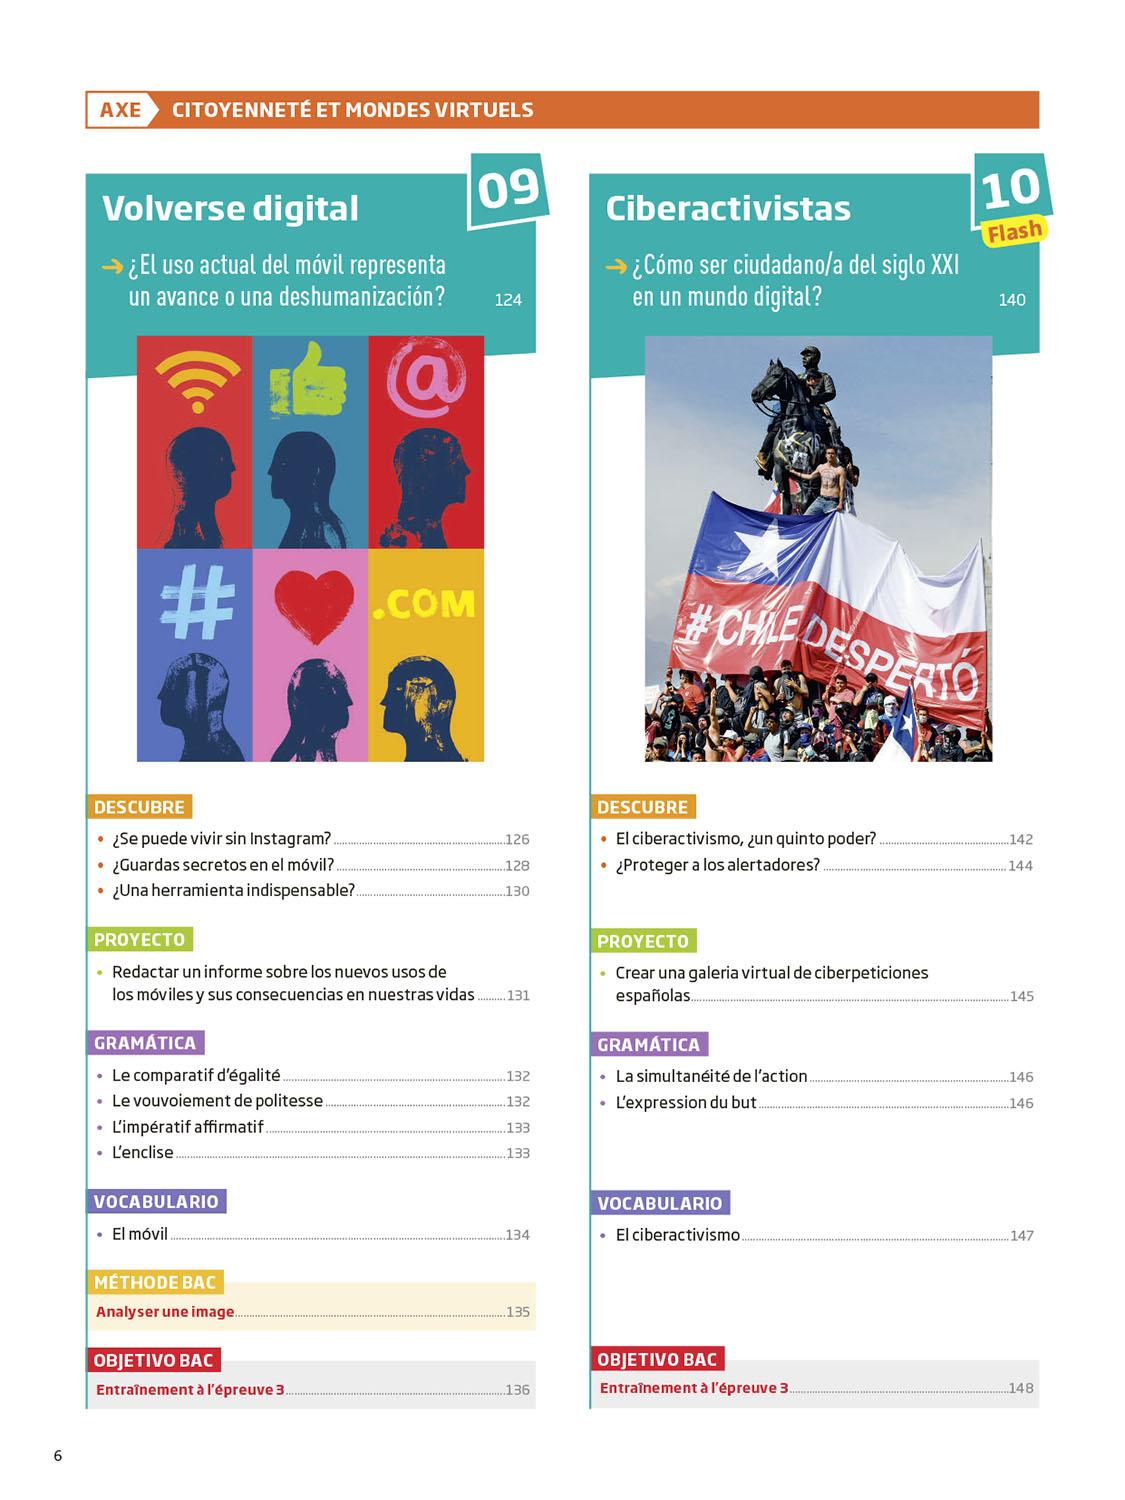 AXE CITOYENNETÉ ET MONDES VIRTUELS
Volverse digital
09
¿El uso actual del móvil representa
un avance o una deshumanización? 124
@
#
.COM
DESCUBRE
• ¿Se puede vivir sin Instagram? 126
• ¿Guardas secretos en el móvil? 128
• ¿Una herramienta indispensable? 130
PROYECTO
• Redactar un informe sobre los nuevos usos de
los móviles y sus consecuencias en nuestras vidas 131
GRAMÁTICA
• Le comparatif d'égalité 132
• Le vouvoiement de politesse 132
• L'impératif affirmatif 133
• L'enclise 133
VOCABULARIO
• El móvil 134
MÉTHODE BAC
Analyser une image 135
OBJETIVO BAC
Entraînement à l'épreuve 3 136
Ciberactivistas
10
Flash
¿Cómo ser ciudadano/a del siglo XXI
en un mundo digital? 140
# CHILE DESPERTÓ
DESCUBRE
• El ciberactivismo, ¿un quinto poder? 142
• ¿Proteger a los alertadores? 144
PROYECTO
• Crear una galeria virtual de ciberpeticiones
españolas 145
GRAMÁTICA
• La simultanéité de l'action 146
• L'expression du but 146
VOCABULARIO
• El ciberactivismo 147
OBJETIVO BAC
Entraînement à l'épreuve 3 148
6